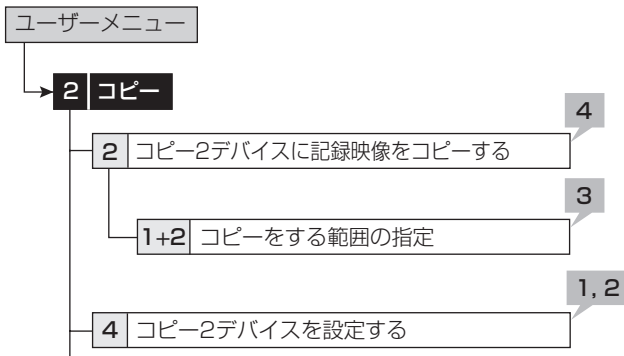 ユーザーメニュー
2 コピー
4
2 コピー2デバイスに記録映像をコピーする
3
1+2 コピーをする範囲の指定
1, 2
4 コピー2デバイスを設定する